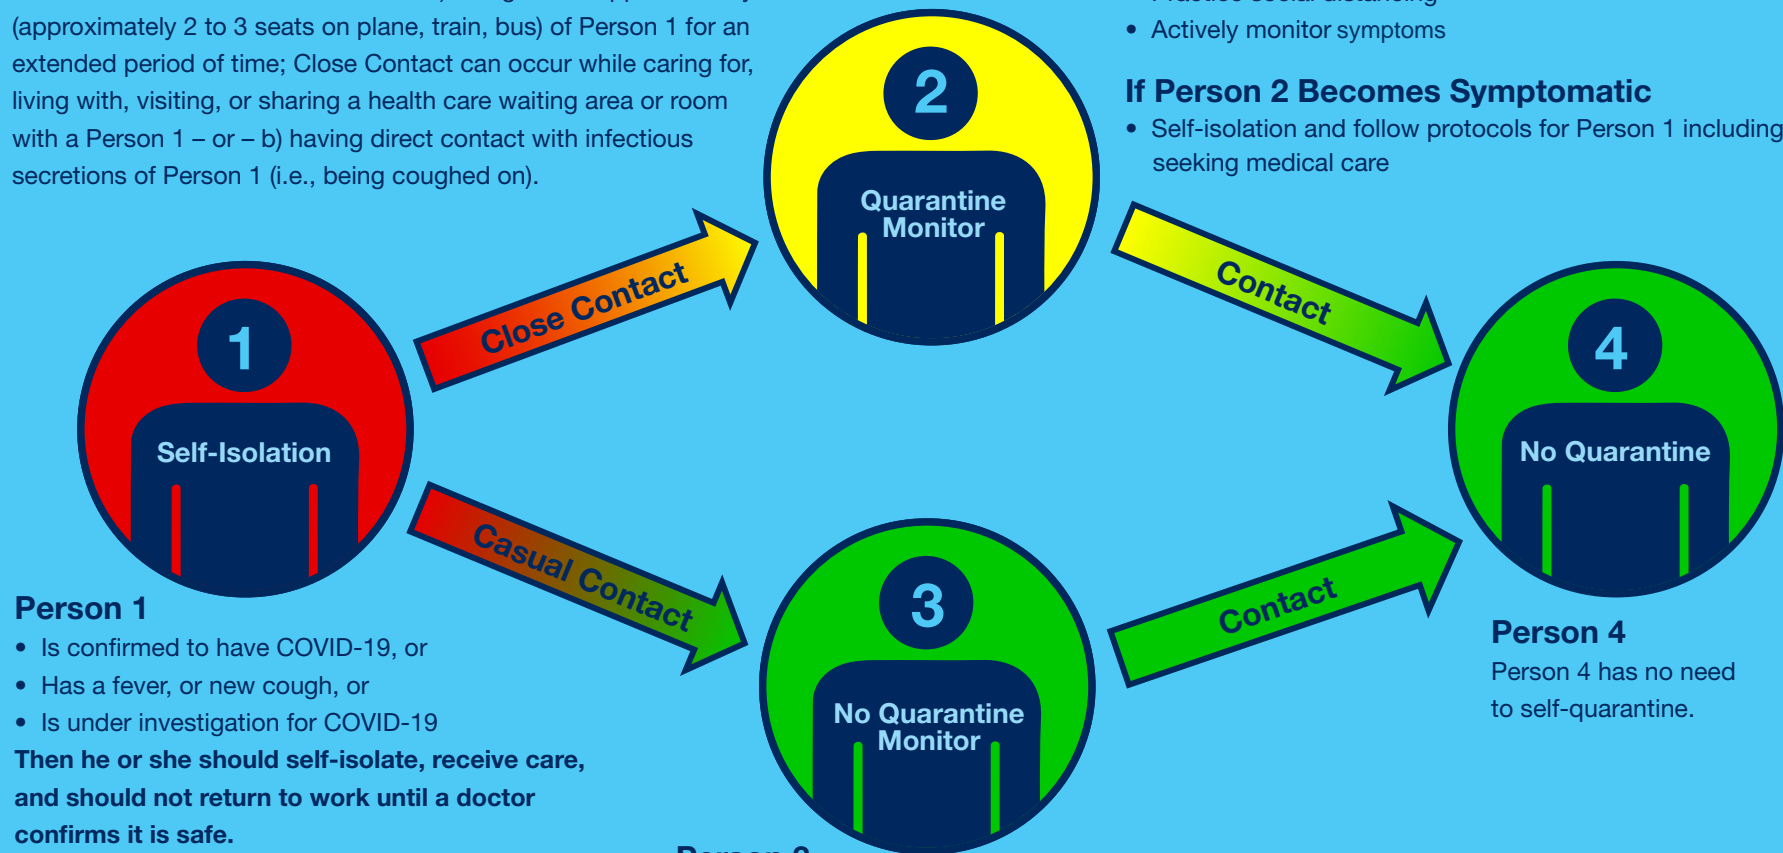 (approximately 2 to 3 seats on plane, train, bus) of Person 1 for an
extended period of time; Close Contact can occur while caring for,
living with, visiting, or sharing a health care waiting area or room
with a Person 1 – or – b) having direct contact with infectious
secretions of Person 1 (i.e., being coughed on).
• Actively monitor symptoms
If Person 2 Becomes Symptomatic
• Self-isolation and follow protocols for Person 1 including
seeking medical care
2
Quarantine
Monitor
Close Contact
Contact
1
Self-Isolation
4
No Quarantine
Casual Contact
Contact
3
No Quarantine
Monitor
Person 1
• Is confirmed to have COVID-19, or
• Has a fever, or new cough, or
• Is under investigation for COVID-19
Then he or she should self-isolate, receive care,
and should not return to work until a doctor
confirms it is safe.
Person 4
Person 4 has no need
to self-quarantine.
Person